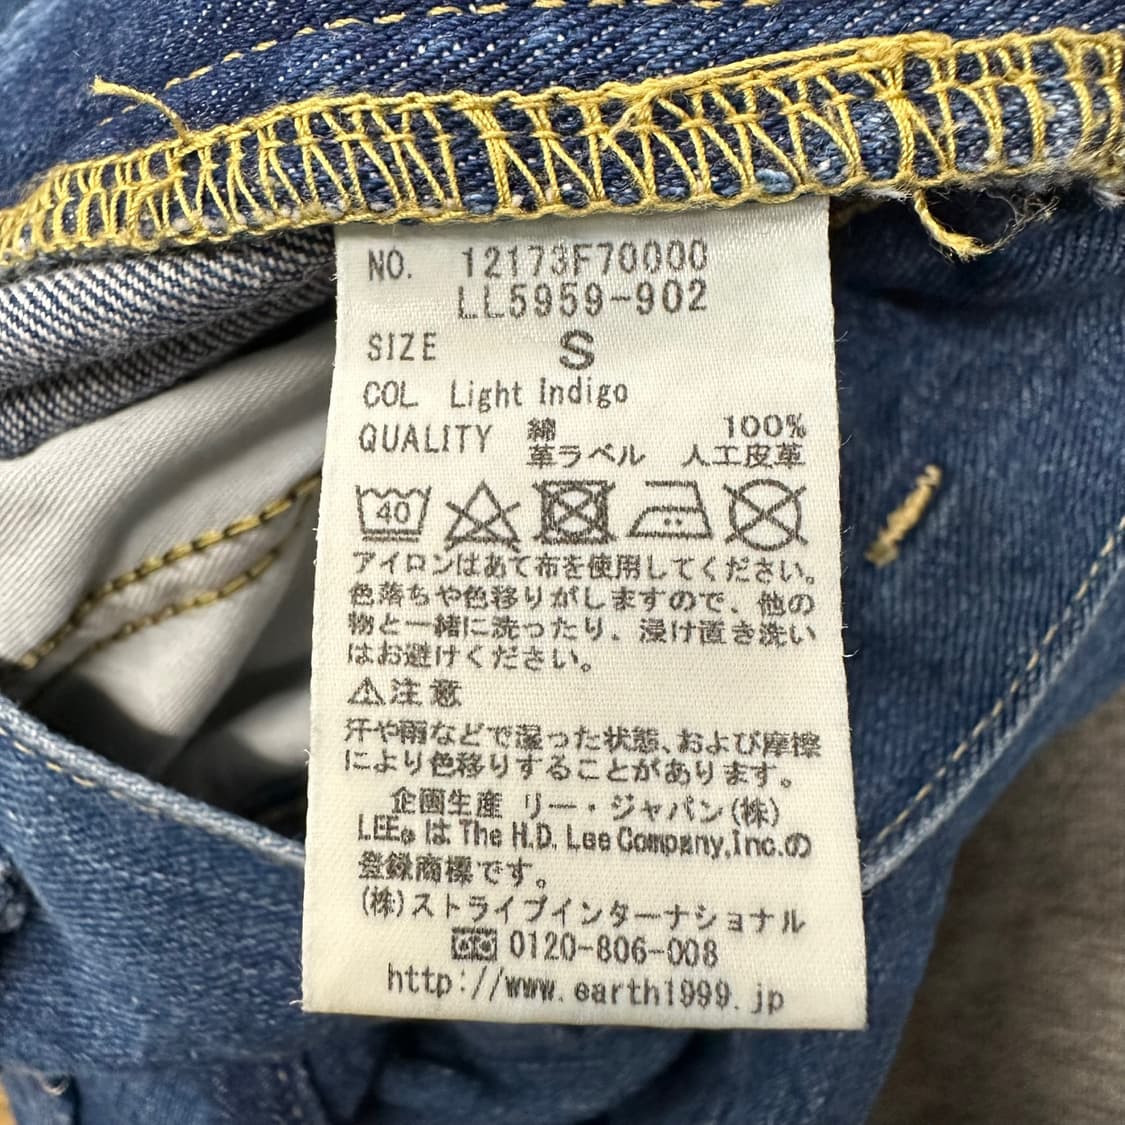 NO. 12173F70000
LL5959-902
SIZE S
COL Light Indigo
QUALITY 綿 100%
革ラベル 人工皮革
40
アイロンはあて布を使用してください。
色落ちや色移りがしますので、他の
物と一緒に洗ったり、浸け置き洗い
はお避けください。
⚠注意
汗や雨などで湿った状態、および摩擦
により色移りすることがあります。
企画生産 リー・ジャパン(株)
LEE® は The H.D. Lee Company,Inc.の
登録商標です。
(株)ストライプインターナショナル
0120-806-008
http://www.earth1999.jp